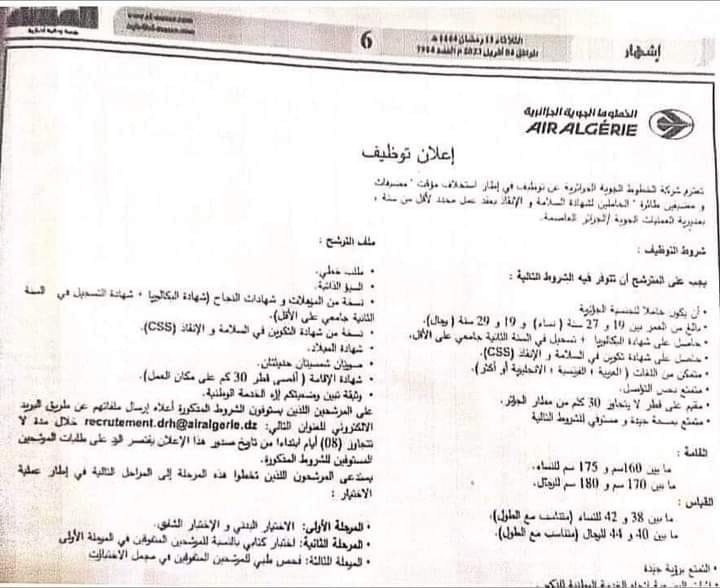 المساء
إشهار
الثلاثاء 13 رمضان 1444 هـ
الموافق 04 أفريل 2023 م
6
الخطوط الجوية الجزائرية
AIR ALGÉRIE
إعلان توظيف
تعتزم شركة الخطوط الجوية الجزائرية عن توظيف في إطار استخلاف مؤقت " مضيفات
و مضيفين طائرة " الحاملين لشهادة السلامة و الإنقاذ بعقد عمل محدد لأقل من سنة ،
بمديرية العمليات الجوية /الجزائر العاصمة.
شروط التوظيف :
يجب على المترشح أن تتوفر فيه الشروط التالية :
• أن يكون حاملا للجنسية الجزائرية
• بالغ من العمر بين 19 و 27 سنة ( نساء) و 19 و 29 سنة ( رجال).
• حاصل على شهادة البكالوريا + تسجيل في السنة الثانية جامعي على الأقل.
• حاصل على شهادة تكوين في السلامة و الإنقاذ (CSS).
• متمكن من اللغات ( العربية ؛ الفرنسية ؛ الانجليزية أو أكثر).
• متمتع بحس التواصل.
• مقيم على قطر لا يتجاوز 30 كم من مطار الجزائر.
• متمتع بصحة جيدة و مستوفي للشروط التالية
القامة :
ما بين 160سم و 175 سم للنساء.
ما بين 170 سم و 180 سم للرجال.
القياس :
ما بين 38 و 42 للنساء (متناسب مع الطول).
ما بين 40 و 44 للرجال (متناسب مع الطول).
• التمتع برؤية جيدة
ملف الترشح :
• طلب خطي.
• السيرة الذاتية.
• نسخة من المؤهلات و شهادات النجاح (شهادة البكالوريا + شهادة التسجيل في السنة
الثانية جامعي على الأقل).
• نسخة من شهادة التكوين في السلامة و الإنقاذ (CSS).
• شهادة الميلاد.
• صورتان شمسيتان حديثتان.
• شهادة الإقامة ( أقصى قطر 30 كم على مكان العمل).
• وثيقة تبين وضعيتكم إزاء الخدمة الوطنية.
على المرشحين اللذين يستوفون الشروط المذكورة أعلاه إرسال ملفاتهم عن طريق البريد
الالكتروني للعنوان التالي: recrutement.drh@airalgerie.dz خلال مدة لا
تتجاوز (08) أيام ابتداءا من تاريخ صدور هذا الإعلان يقتصر الرد على طلبات المرشحين
المستوفين للشروط المذكورة.
يستدعى المرشحون اللذين تخطوا هذه المرحلة إلى المراحل التالية في إطار عملية
الاختيار :
• المرحلة الأولى: الاختبار البدني و الإختبار الشفهي.
• المرحلة الثانية: اختبار كتابي بالنسبة للمرشحين المتفوقين في المرحلة الأولى
• المرحلة الثالثة: فحص طبي للمرشحين المتفوقين في مجمل الاختبارات